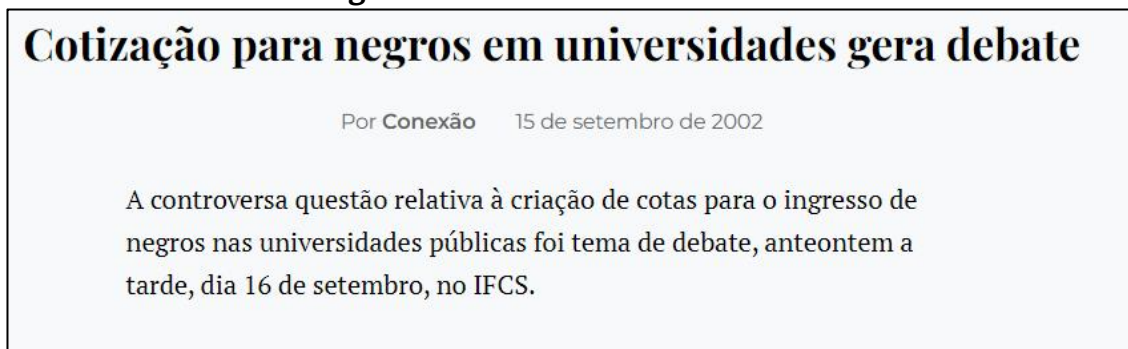 Cotização para negros em universidades gera debate
Por Conexão 15 de setembro de 2002
A controversa questão relativa à criação de cotas para o ingresso de
negros nas universidades públicas foi tema de debate, anteontem a
tarde, dia 16 de setembro, no IFCS.